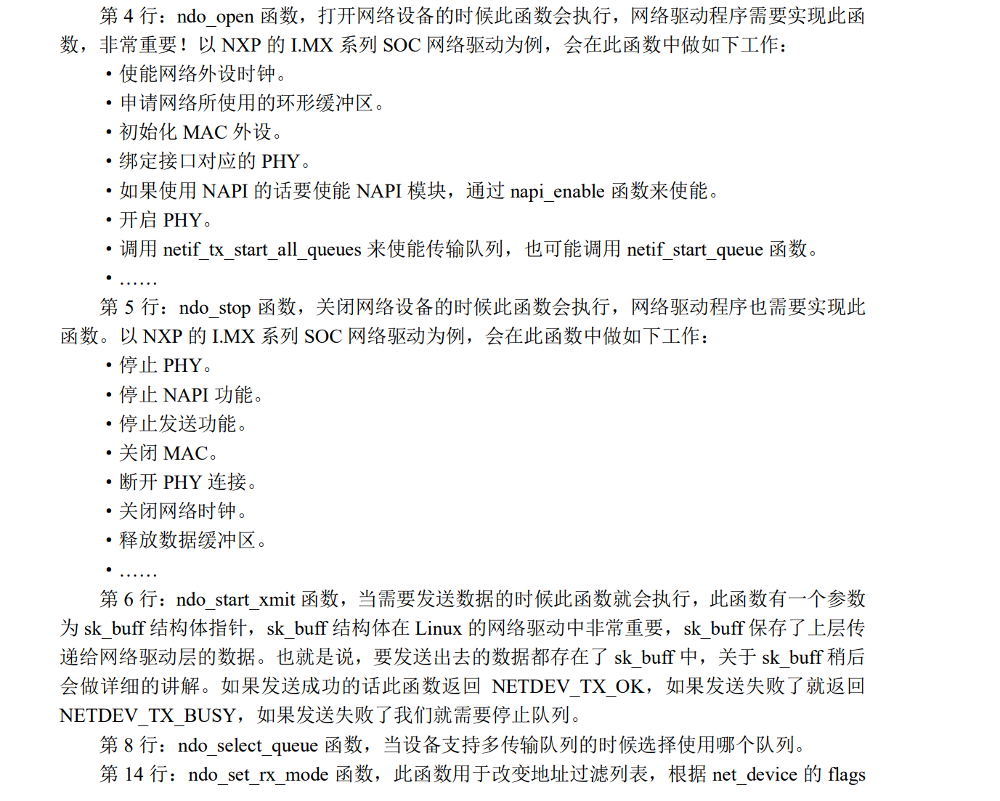 第 4 行：ndo_open 函数，打开网络设备的时候此函数会执行，网络驱动程序需要实现此函
数，非常重要！以 NXP 的 I.MX 系列 SOC 网络驱动为例，会在此函数中做如下工作：
·使能网络外设时钟。
·申请网络所使用的环形缓冲区。
·初始化 MAC 外设。
·绑定接口对应的 PHY。
·如果使用 NAPI 的话要使能 NAPI 模块，通过 napi_enable 函数来使能。
·开启 PHY。
·调用 netif_tx_start_all_queues 来使能传输队列，也可能调用 netif_start_queue 函数。
·……
第 5 行：ndo_stop 函数，关闭网络设备的时候此函数会执行，网络驱动程序也需要实现此
函数。以 NXP 的 I.MX 系列 SOC 网络驱动为例，会在此函数中做如下工作：
·停止 PHY。
·停止 NAPI 功能。
·停止发送功能。
·关闭 MAC。
·断开 PHY 连接。
·关闭网络时钟。
·释放数据缓冲区。
·……
第 6 行：ndo_start_xmit 函数，当需要发送数据的时候此函数就会执行，此函数有一个参数
为 sk_buff 结构体指针，sk_buff 结构体在 Linux 的网络驱动中非常重要，sk_buff 保存了上层传
递给网络驱动层的数据。也就是说，要发送出去的数据都存在了 sk_buff 中，关于 sk_buff 稍后
会做详细的讲解。如果发送成功的话此函数返回 NETDEV_TX_OK，如果发送失败了就返回
NETDEV_TX_BUSY，如果发送失败了我们就需要停止队列。
第 8 行：ndo_select_queue 函数，当设备支持多传输队列的时候选择使用哪个队列。
第 14 行：ndo_set_rx_mode 函数，此函数用于改变地址过滤列表，根据 net_device 的 flags